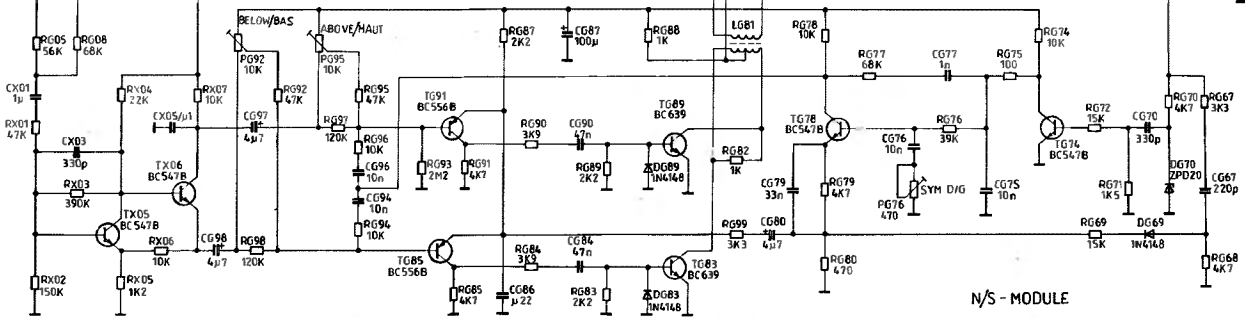 RG05
56K
RG08
68K
CX01
1µ
RX01
47K
CX03
330p
RX03
390K
RX02
150K
RX04
22K
CX05/µ1
RX07
10K
TX06
BC547B
TX05
BC547B
RX06
10K
RX05
1K2
CG97
4µ7
CG98
4µ7
BELOW/BAS
PG92
10K
RG92
47K
RG98
120K
ABOVE/HAUT
PG95
10K
RG95
47K
RG97
120K
RG96
10K
CG96
10n
CG94
10n
RG94
10K
RG93
2M2
TG91
BC556B
RG91
4K7
TG85
BC556B
RG85
4K7
RG87
2K2
CG87
100µ
RG90
3K9
CG90
47n
RG89
2K2
DG89
1N4148
TG89
BC639
RG84
3K9
CG84
47n
CG86
µ22
RG83
2K2
DG83
1N4148
TG83
BC639
RG88
1K
LG81
RG82
1K
RG99
3K3
CG80
4µ7
CG79
33n
RG78
10K
TG78
BC547B
RG79
4K7
RG80
470
RG77
68K
CG77
1n
RG75
100
RG76
39K
CG76
10n
SYM D/G
PG76
470
CG75
10n
RG74
10K
TG74
BC547B
RG72
15K
CG70
330p
RG71
1K5
RG70
4K7
RG67
3K3
DG70
ZPD20
CG67
220p
RG69
15K
DG69
1N4148
RG68
4K7
N/S - MODULE